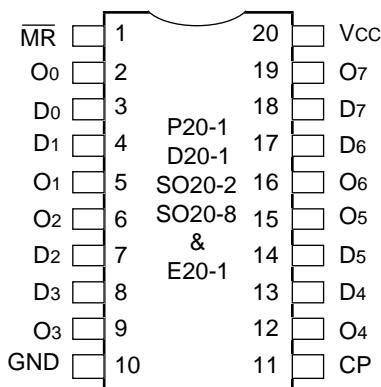 M̅R̅ 1 20 Vcc
O0 2 19 O7
D0 3 18 D7
D1 4 17 D6
O1 5 16 O6
O2 6 15 O5
D2 7 14 D5
D3 8 13 D4
O3 9 12 O4
GND 10 11 CP
P20-1
D20-1
SO20-2
SO20-8
&
E20-1